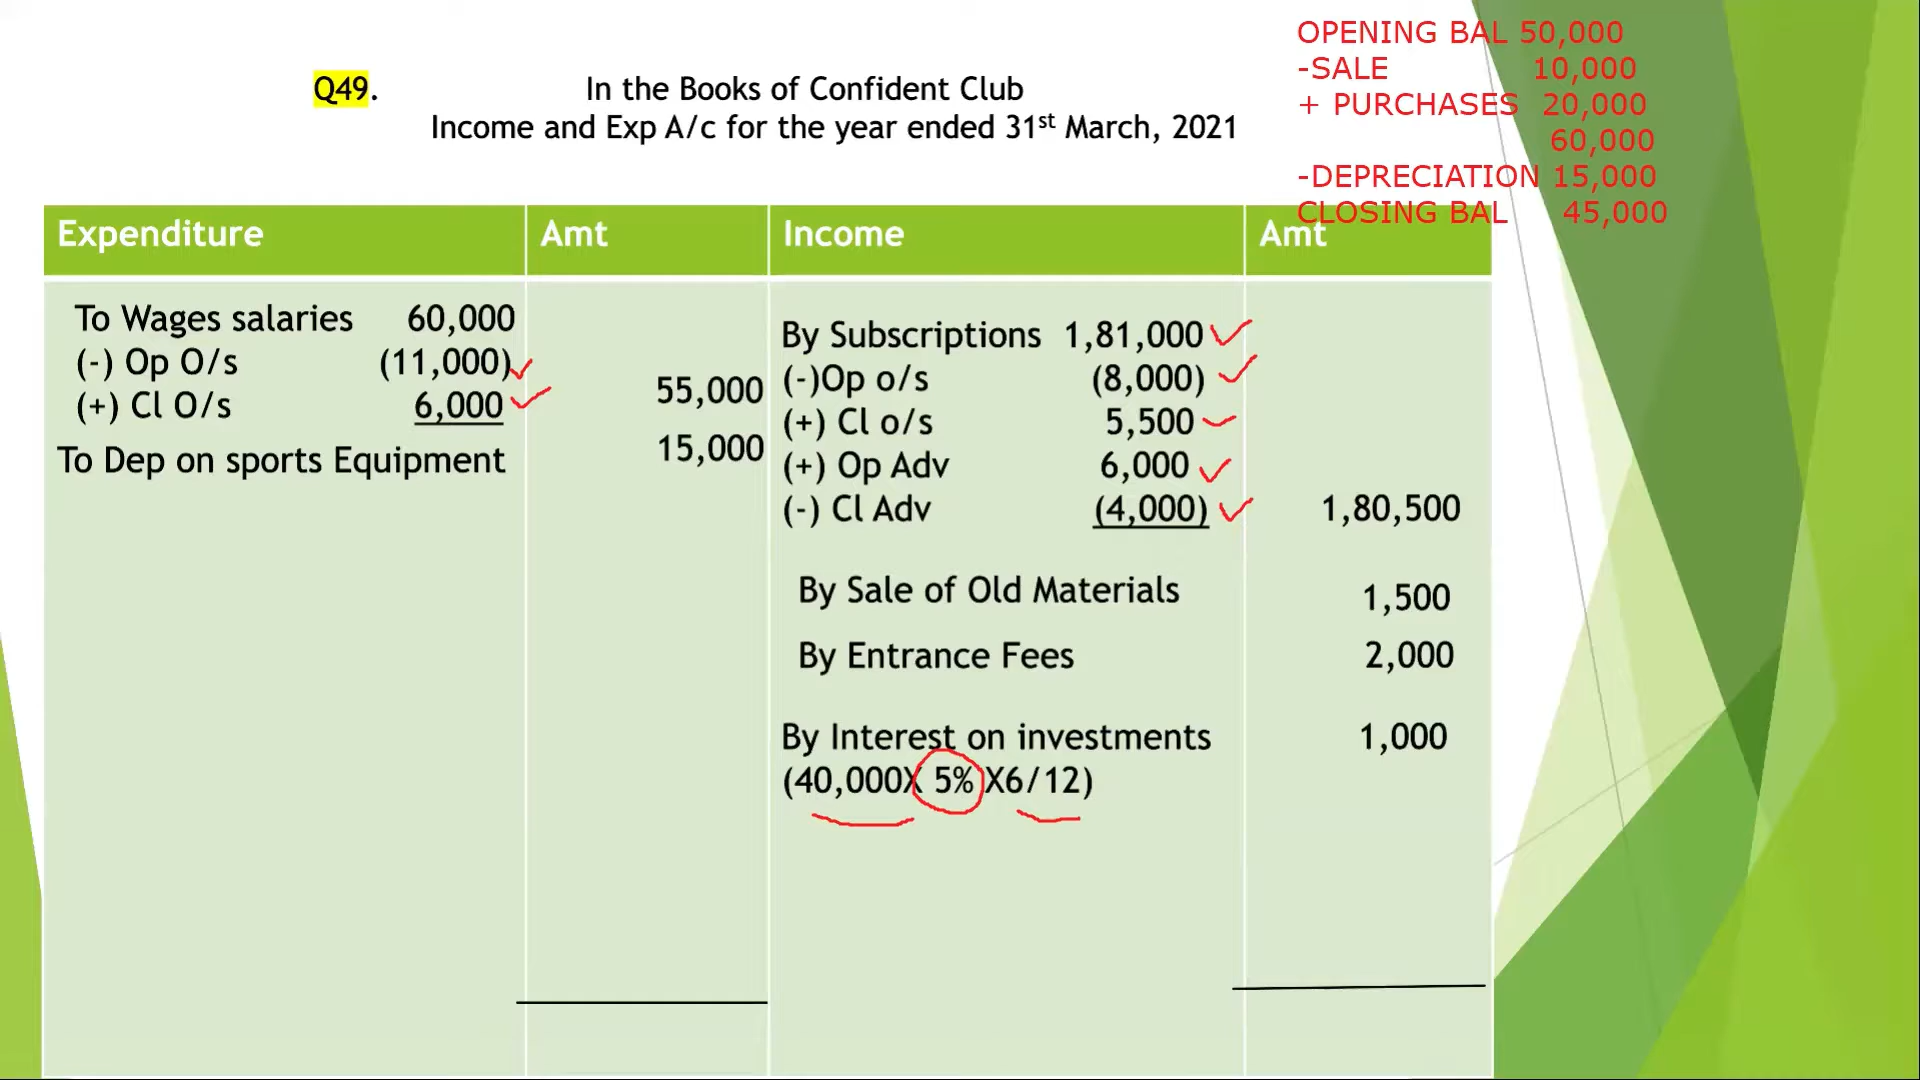 OPENING BAL 50,000
-SALE 10,000
+ PURCHASES 20,000
60,000
-DEPRECIATION 15,000
CLOSING BAL 45,000
Q49. In the Books of Confident Club
Income and Exp A/c for the year ended 31st March, 2021
Expenditure Amt Income Amt
To Wages salaries 60,000
(-) Op O/s (11,000)
(+) Cl O/s 6,000 55,000
To Dep on sports Equipment 15,000
By Subscriptions 1,81,000
(-)Op o/s (8,000)
(+) Cl o/s 5,500
(+) Op Adv 6,000
(-) Cl Adv (4,000) 1,80,500
By Sale of Old Materials 1,500
By Entrance Fees 2,000
By Interest on investments 1,000
(40,000X 5% X6/12)